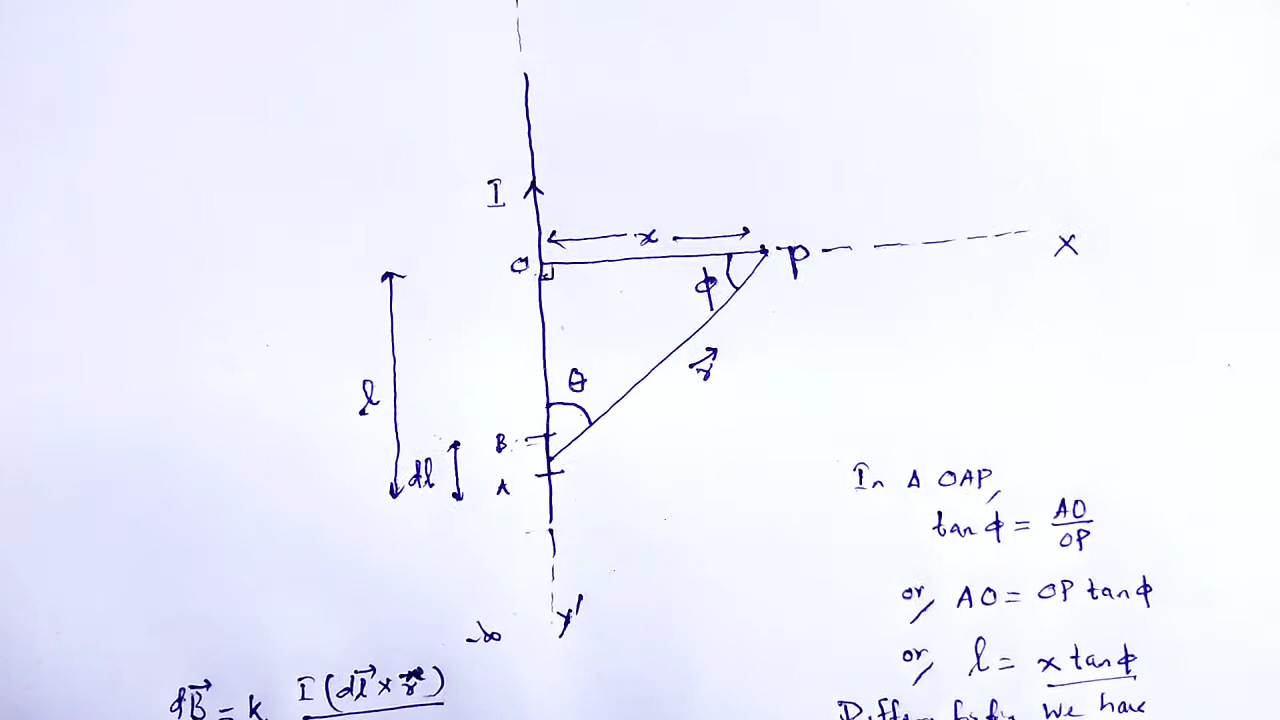 I
x
O
P
X
ϕ
r⃗
θ
l
B
dl
A
In Δ OAP,
tan ϕ = AO/OP
or, AO = OP tan ϕ
or, l = x tan ϕ
-∞ y'
dB⃗ = k I (dl⃗ × r⃗)
we have